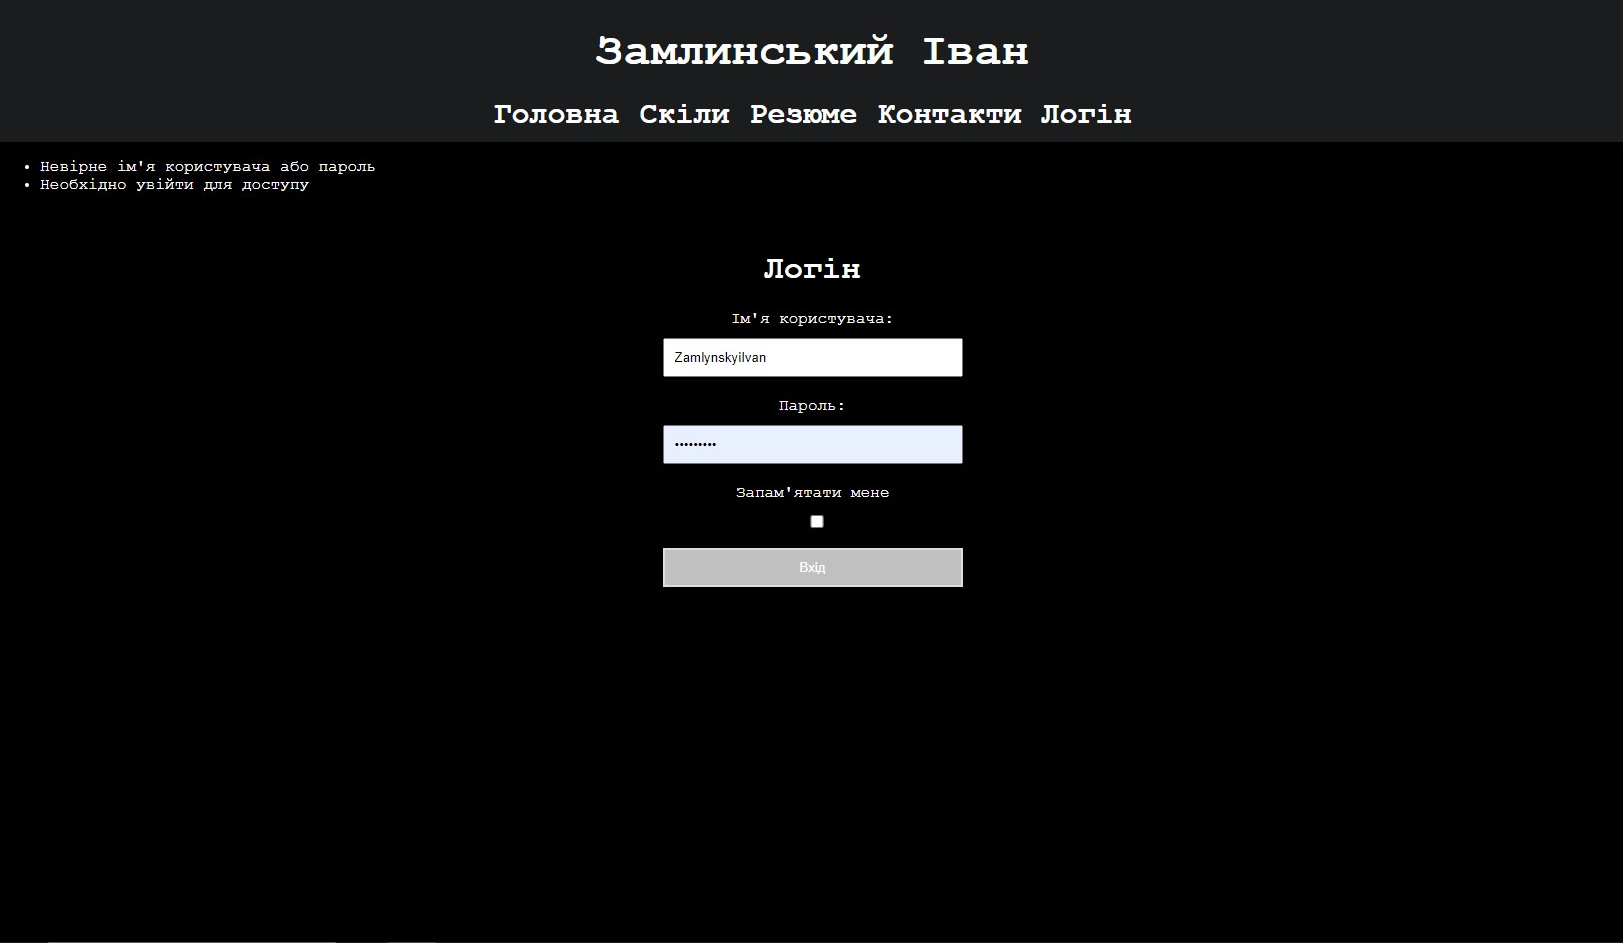 Замлинський Іван
Головна Скіли Резюме Контакти Логін
Невірне ім'я користувача або пароль
Необхідно увійти для доступу
Логін
Ім'я користувача:
ZamlynskyiIvan
Пароль:
•••••••••
Запам'ятати мене
Вхід